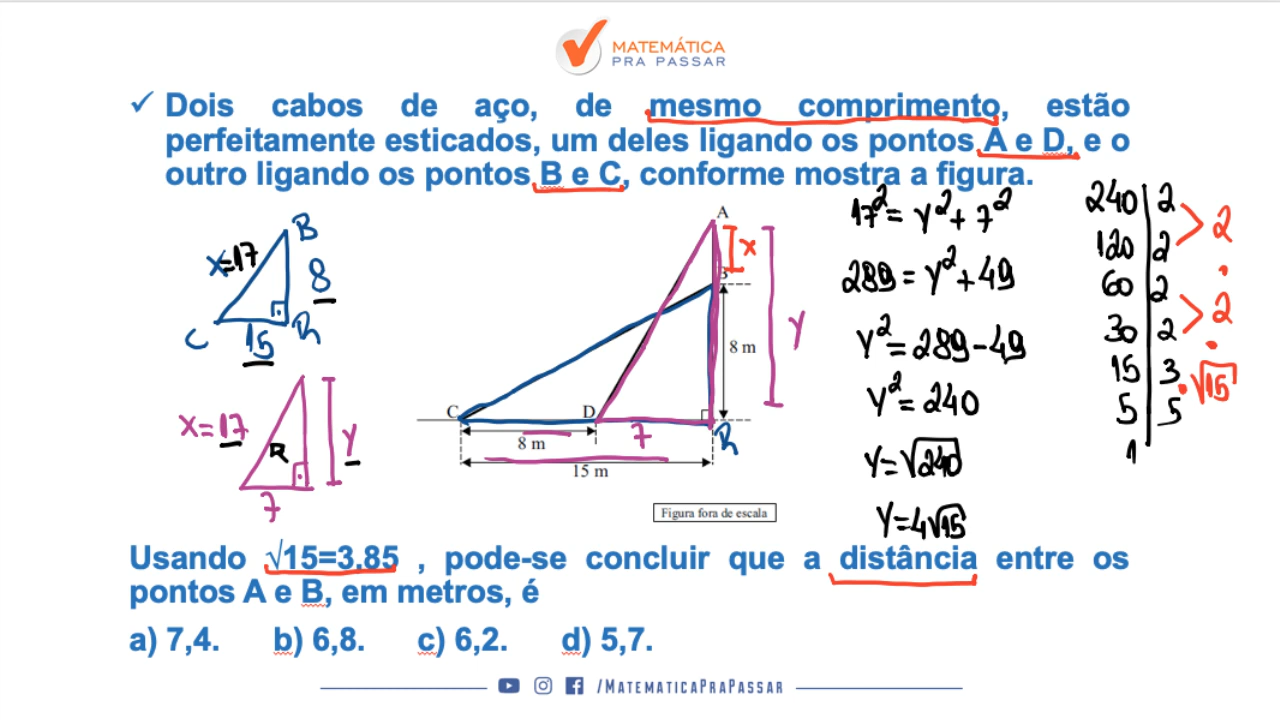 MATEMÁTICA
PRA PASSAR
✓ Dois cabos de aço, de mesmo comprimento, estão
perfeitamente esticados, um deles ligando os pontos A e D, e o
outro ligando os pontos B e C, conforme mostra a figura.
B
x=17
8
C
15
R
x=17
R
y
7
A
x
B
y
8 m
C
D
8 m
7
R
15 m
Figura fora de escala
17²= y²+ 7²
289 = y²+ 49
y²= 289-49
y²= 240
y=√240
y=4√15
240 2
120 2
60 2
30 2
15 3
5 5
1
> 2
.
> 2
.
√15
Usando √15=3,85 , pode-se concluir que a distância entre os
pontos A e B, em metros, é
a) 7,4. b) 6,8. c) 6,2. d) 5,7.
/MATEMATICAPRAPASSAR